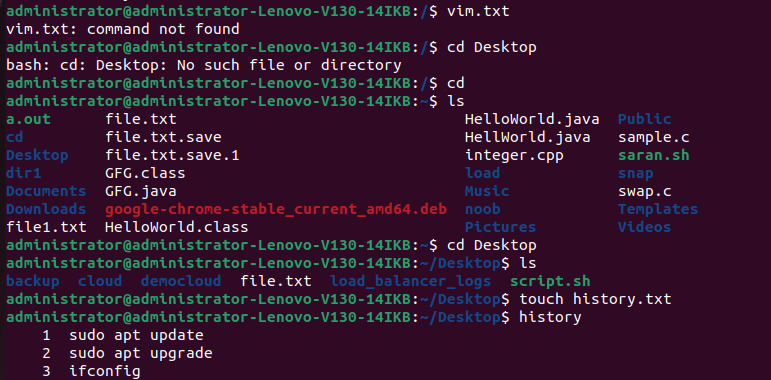 administrator@administrator-Lenovo-V130-14IKB:/$ vim.txt
vim.txt: command not found
administrator@administrator-Lenovo-V130-14IKB:/$ cd Desktop
bash: cd: Desktop: No such file or directory
administrator@administrator-Lenovo-V130-14IKB:/$ cd
administrator@administrator-Lenovo-V130-14IKB:~$ ls
a.out file.txt HelloWorld.java Public
cd file.txt.save HellWorld.java sample.c
Desktop file.txt.save.1 integer.cpp saran.sh
dir1 GFG.class load snap
Documents GFG.java Music swap.c
Downloads google-chrome-stable_current_amd64.deb noob Templates
file1.txt HelloWorld.class Pictures Videos
administrator@administrator-Lenovo-V130-14IKB:~$ cd Desktop
administrator@administrator-Lenovo-V130-14IKB:~/Desktop$ ls
backup cloud democloud file.txt load_balancer_logs script.sh
administrator@administrator-Lenovo-V130-14IKB:~/Desktop$ touch history.txt
administrator@administrator-Lenovo-V130-14IKB:~/Desktop$ history
1 sudo apt update
2 sudo apt upgrade
3 ifconfig